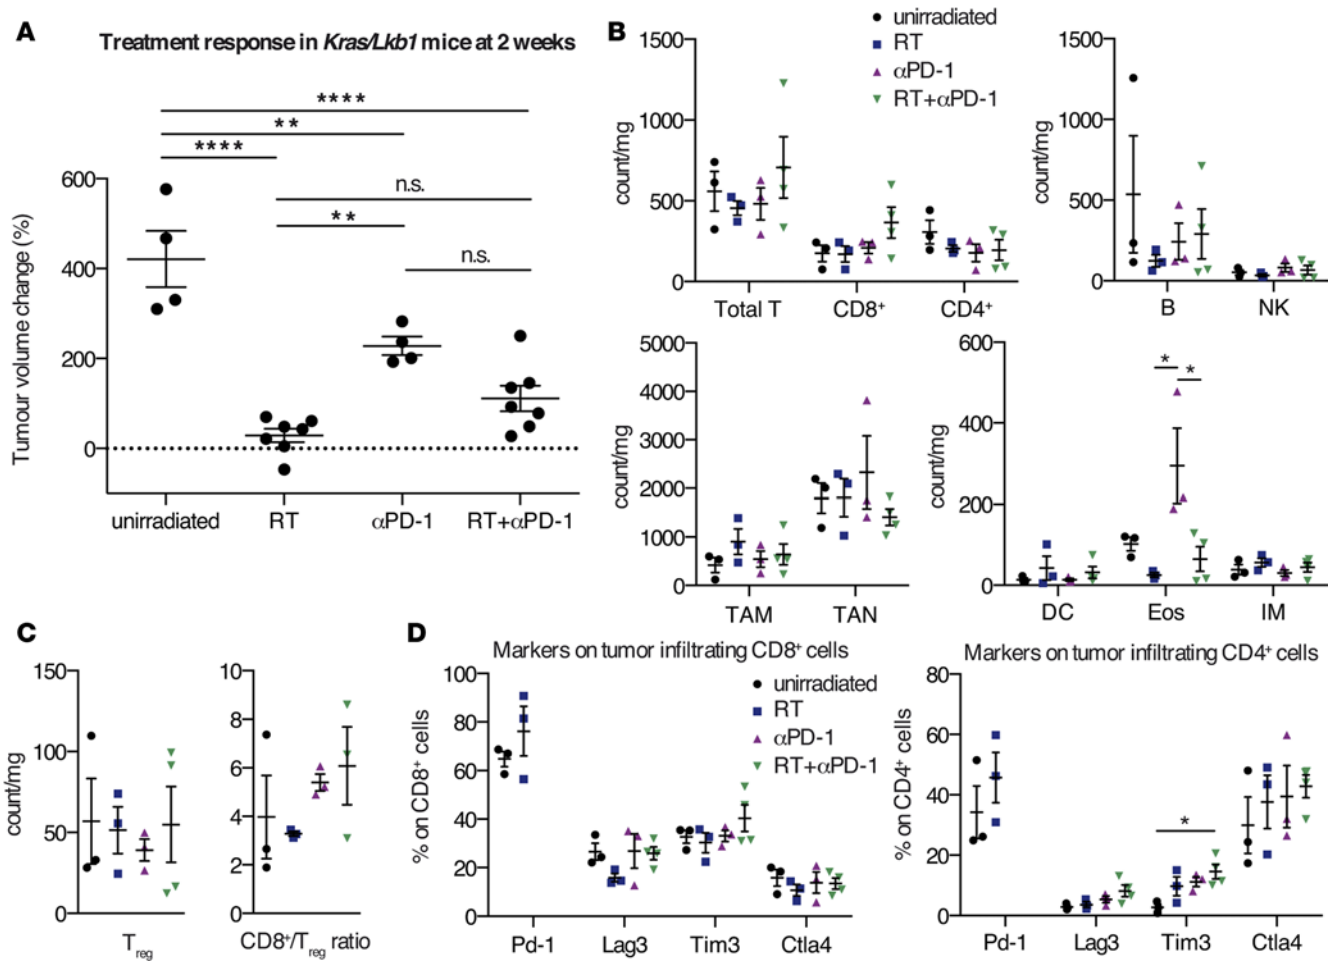 A
Treatment response in Kras/Lkb1 mice at 2 weeks
****
**
****
n.s.
**
n.s.
Tumour volume change (%)
600
400
200
0
unirradiated RT αPD-1 RT+αPD-1
B
unirradiated
RT
αPD-1
RT+αPD-1
count/mg
1500
1000
500
0
Total T CD8⁺ CD4⁺
count/mg
1500
1000
500
0
B NK
count/mg
5000
4000
3000
2000
1000
0
TAM TAN
count/mg
600
400
200
0
* *
DC Eos IM
C
count/mg
150
100
50
0
Treg
10
8
6
4
2
0
CD8⁺/Treg ratio
D
Markers on tumor infiltrating CD8⁺ cells
unirradiated
RT
αPD-1
RT+αPD-1
% on CD8⁺ cells
100
80
60
40
20
0
Pd-1 Lag3 Tim3 Ctla4
Markers on tumor infiltrating CD4⁺ cells
% on CD4⁺ cells
80
60
40
20
0
*
Pd-1 Lag3 Tim3 Ctla4